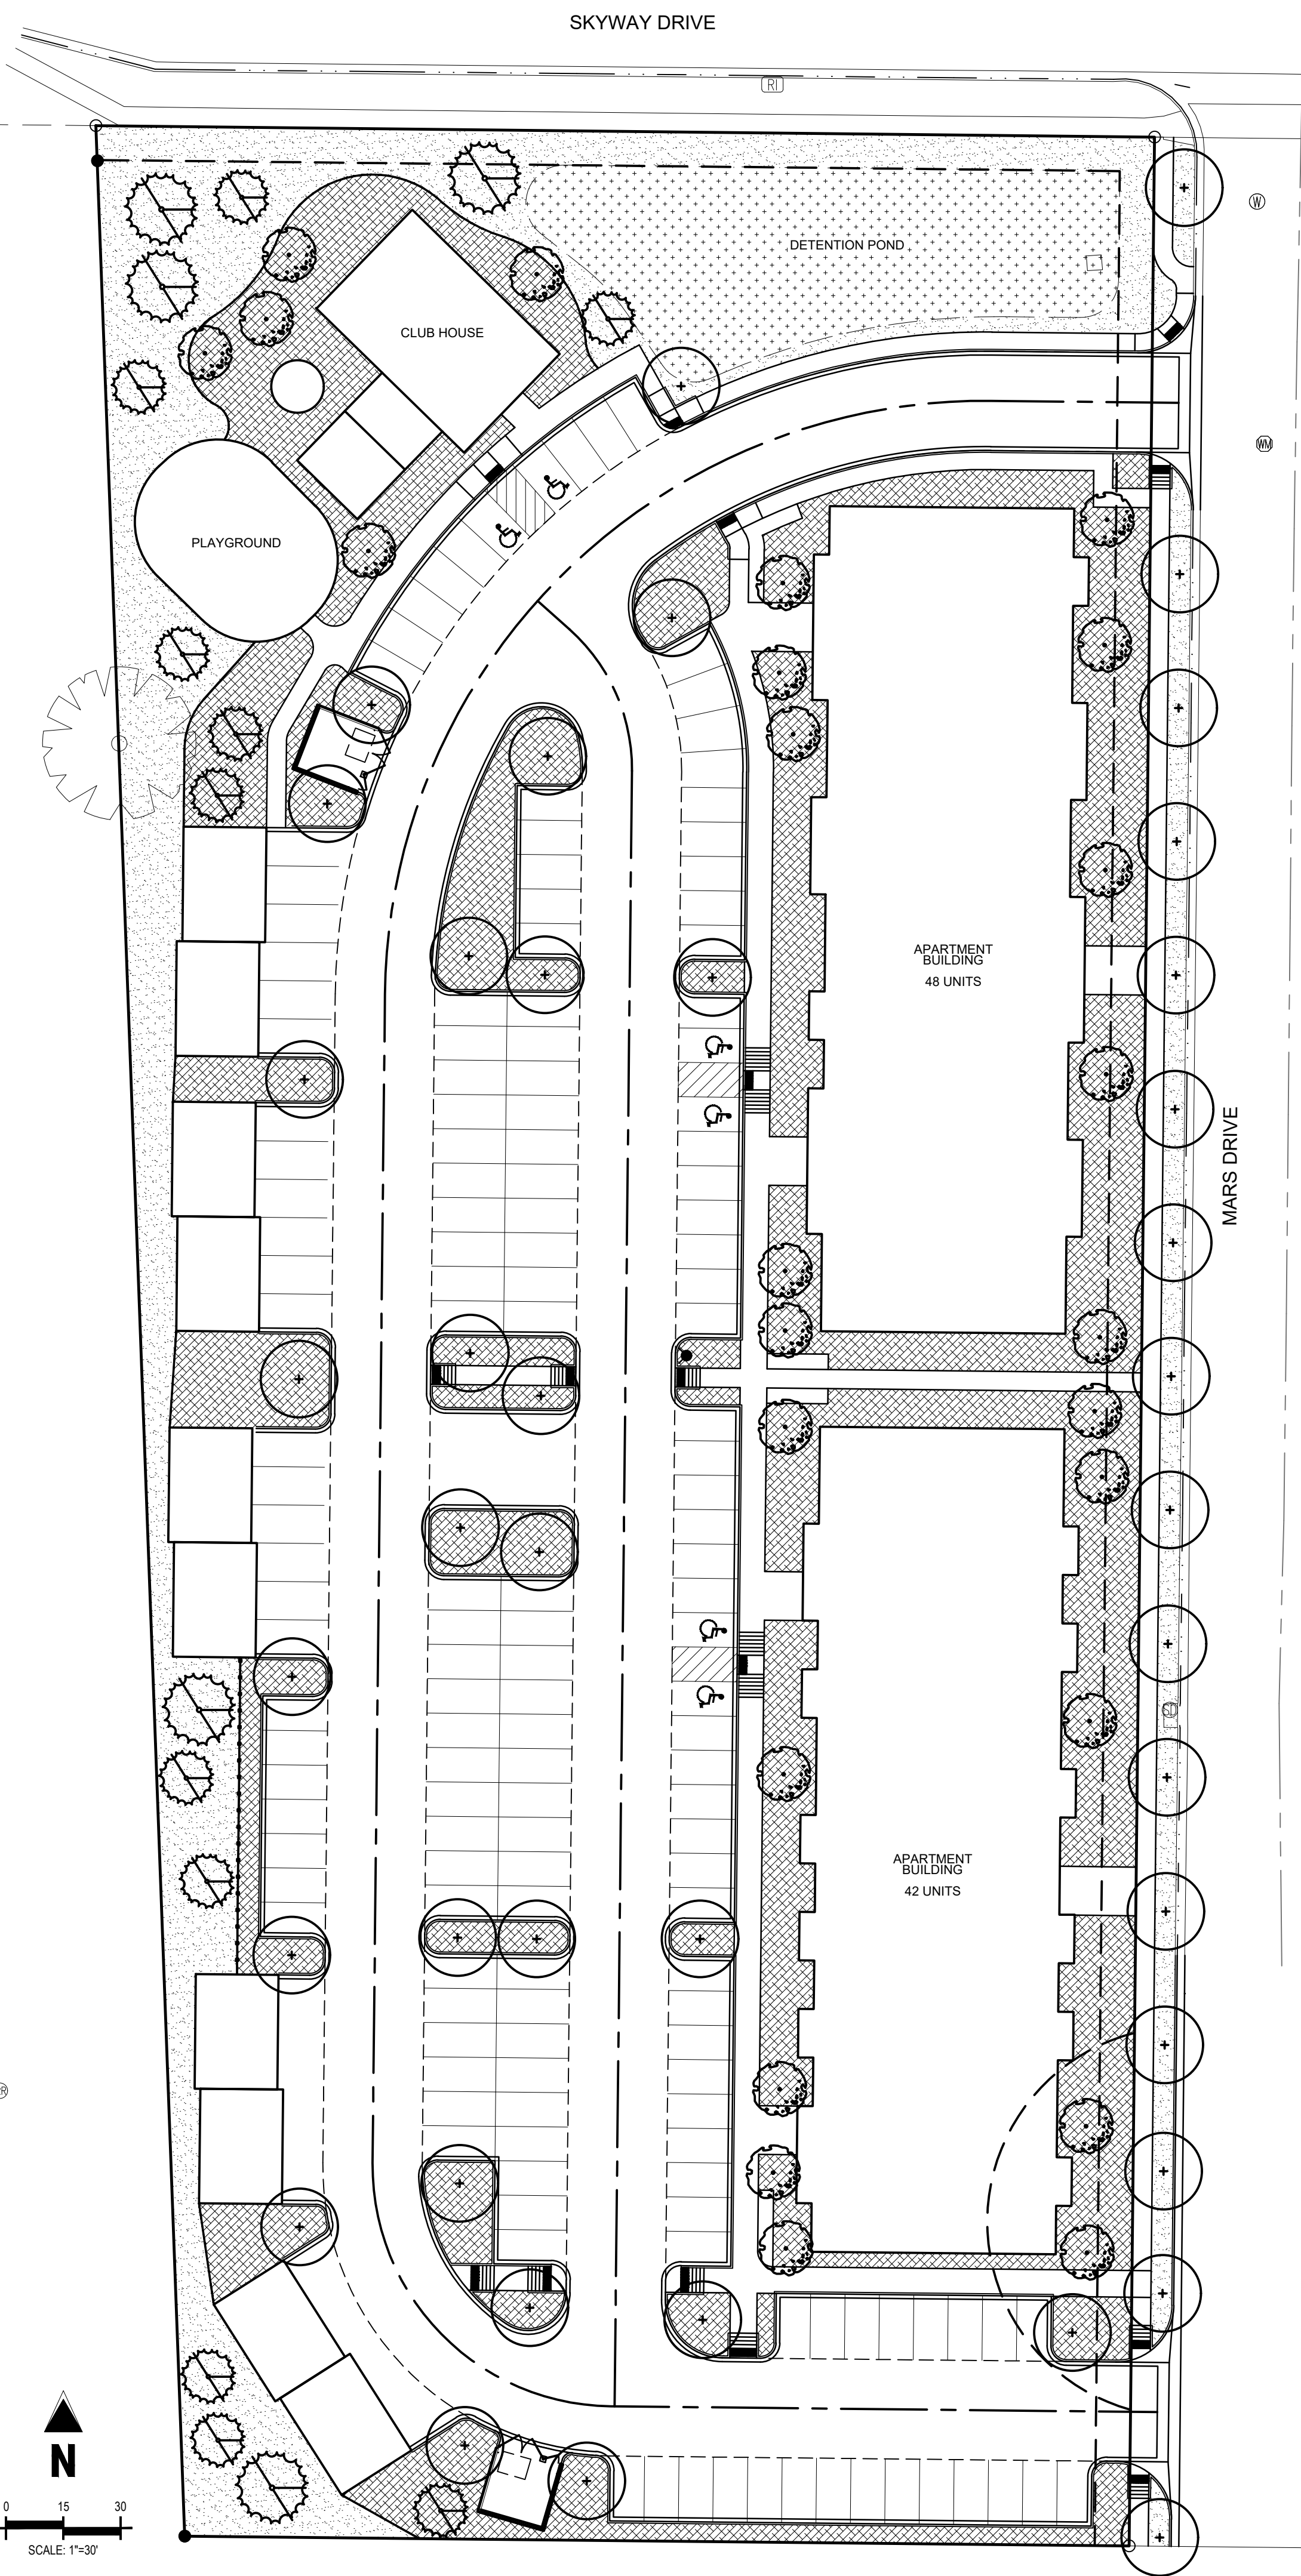 SKYWAY DRIVE
RI
W
DETENTION POND
CLUB HOUSE
WM
PLAYGROUND
APARTMENT
BUILDING
48 UNITS
MARS DRIVE
APARTMENT
BUILDING
42 UNITS
N
0 15 30
SCALE: 1"=30'